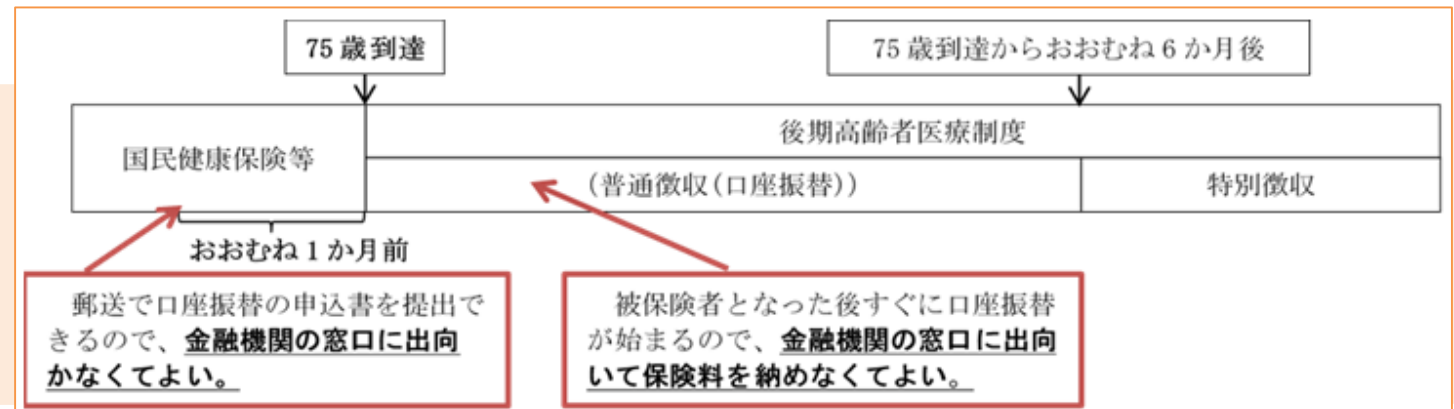 75歳到達
75歳到達からおおむね6か月後
国民健康保険等
後期高齢者医療制度
(普通徴収(口座振替))
特別徴収
おおむね1か月前
郵送で口座振替の申込書を提出で
きるので、金融機関の窓口に出向
かなくてよい。
被保険者となった後すぐに口座振替
が始まるので、金融機関の窓口に出向
いて保険料を納めなくてよい。